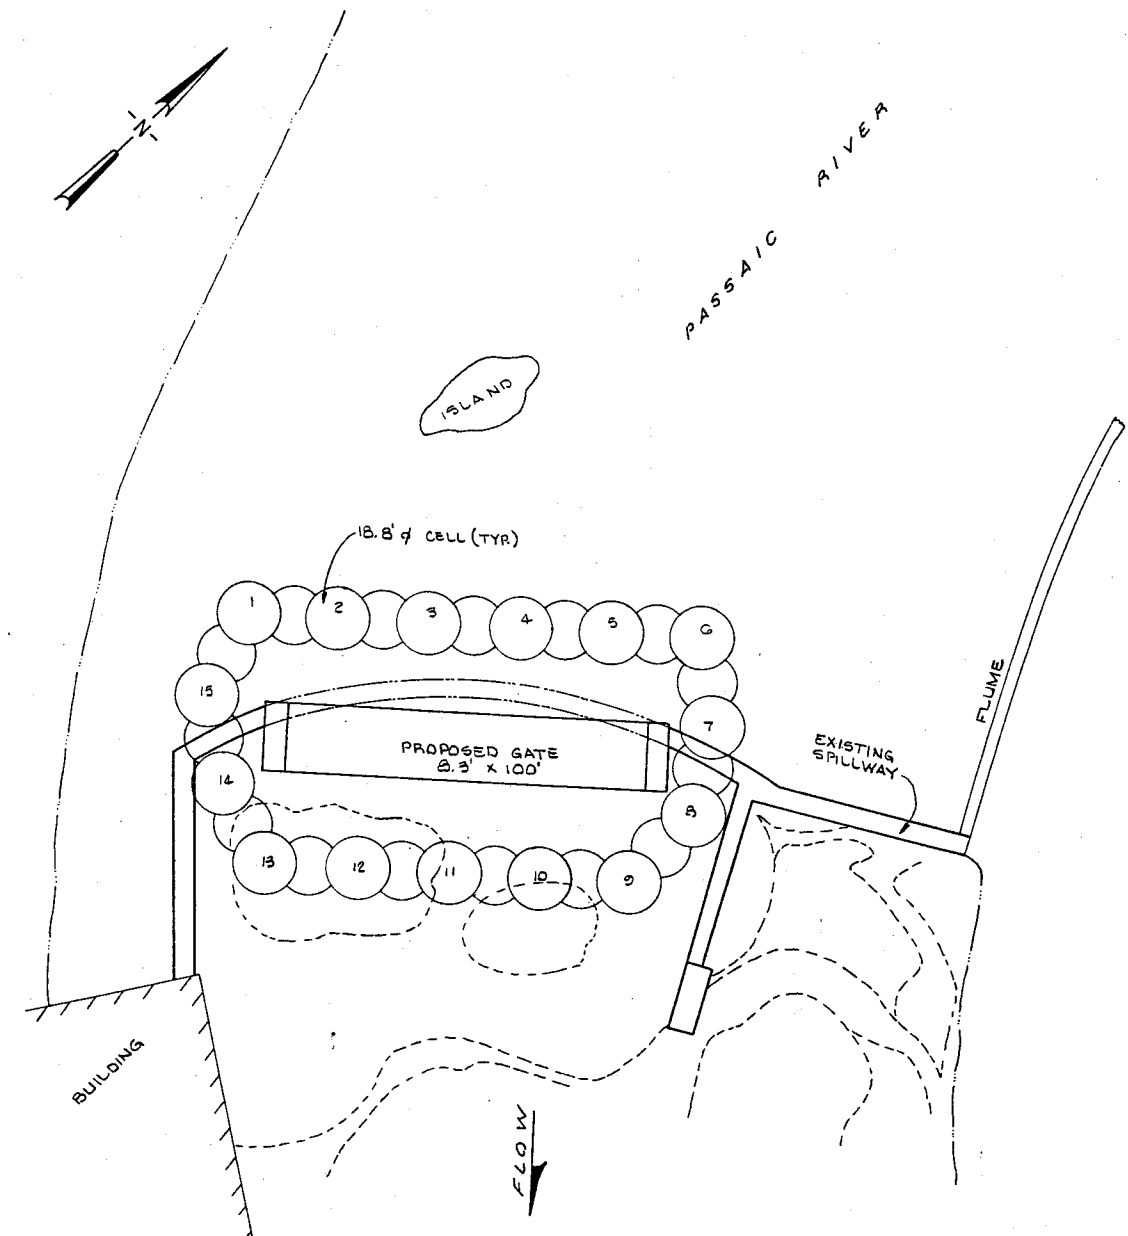 N
PASSAIC RIVER
ISLAND
18.8' ϕ CELL (TYP.)
1
2
3
4
5
6
15
7
FLUME
PROPOSED GATE
8.3' X 100'
EXISTING
SPILLWAY
14
8
13
12
11
10
9
BUILDING
FLOW